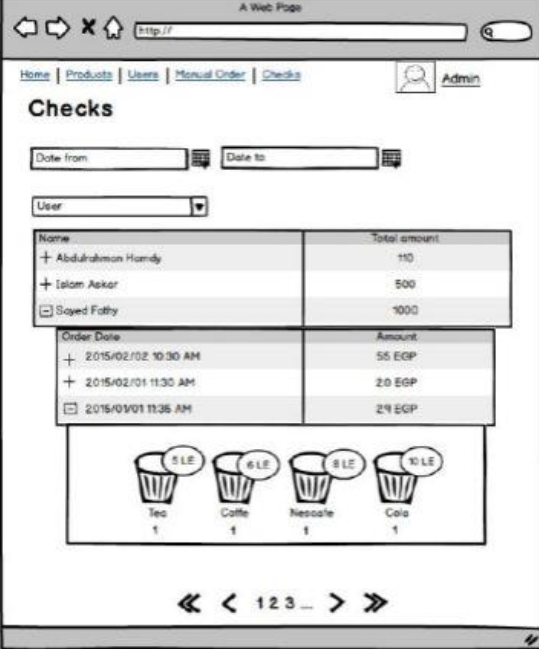 A Web Page
http://
Home | Products | Users | Manual Order | Checks
Admin
Checks
Date from
Date to
User
Name Total amount
+ Abdulrahman Hamdy 110
+ Islam Askar 500
- Sayed Fathy 1000
Order Date Amount
+ 2015/02/02 10:30 AM 55 EGP
+ 2015/02/01 11:30 AM 20 EGP
- 2015/01/01 11:35 AM 29 EGP
5 LE 6 LE 8 LE 10 LE
Tea Coffe Nescafe Cola
1 1 1 1
1 2 3 ...